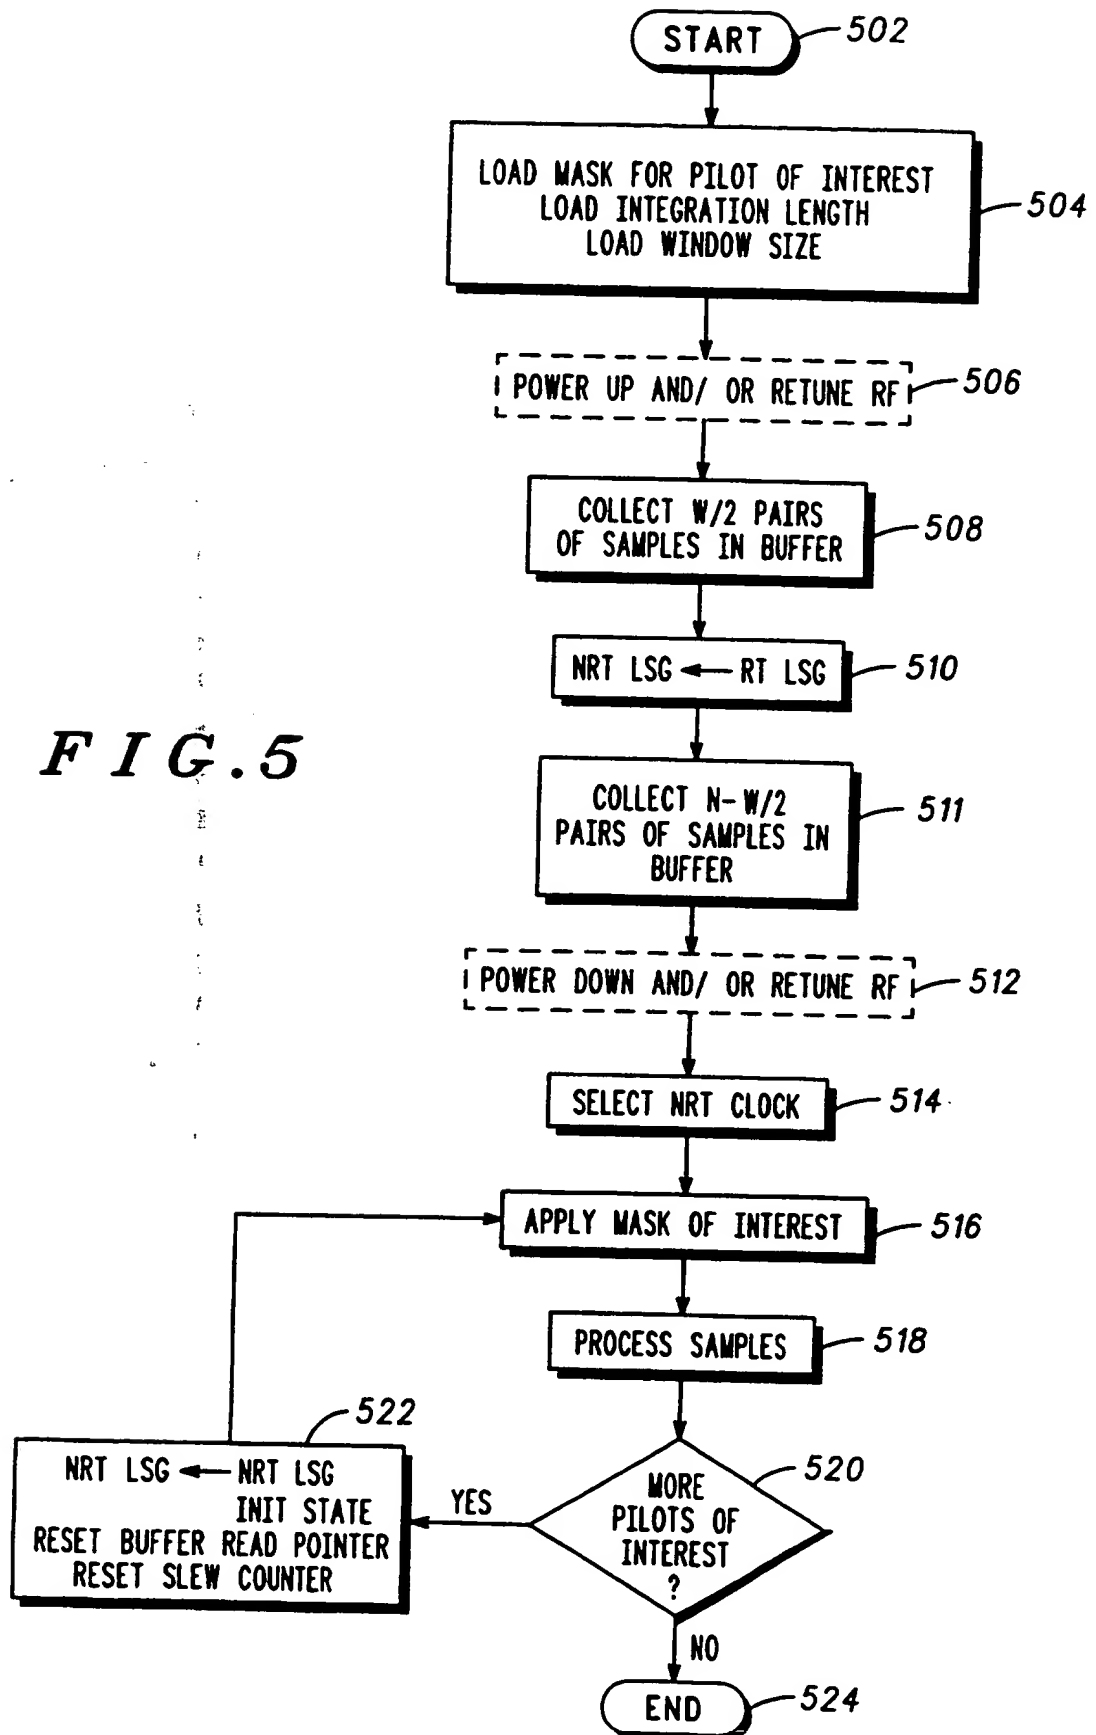 START
502
LOAD MASK FOR PILOT OF INTEREST
LOAD INTEGRATION LENGTH
LOAD WINDOW SIZE
504
POWER UP AND/ OR RETUNE RF
506
COLLECT W/2 PAIRS
OF SAMPLES IN BUFFER
508
NRT LSG ← RT LSG
510
FIG.5
COLLECT N-W/2
PAIRS OF SAMPLES IN
BUFFER
511
POWER DOWN AND/ OR RETUNE RF
512
SELECT NRT CLOCK
514
APPLY MASK OF INTEREST
516
PROCESS SAMPLES
518
522
NRT LSG ← NRT LSG
INIT STATE
RESET BUFFER READ POINTER
RESET SLEW COUNTER
YES
MORE
PILOTS OF
INTEREST
?
520
NO
END
524